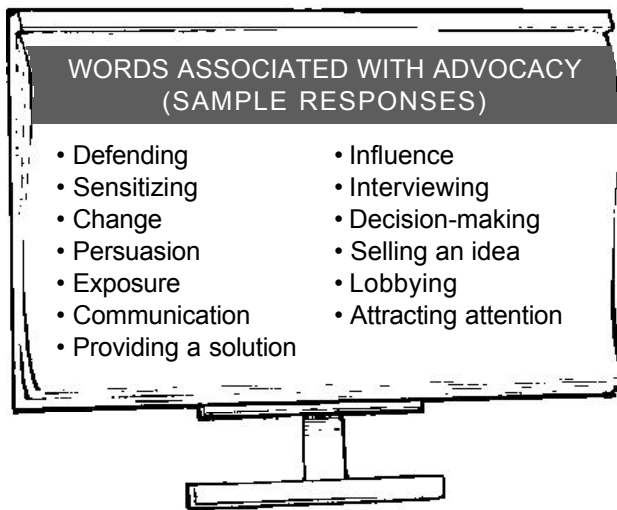 WORDS ASSOCIATED WITH ADVOCACY
(SAMPLE RESPONSES)
• Defending
• Sensitizing
• Change
• Persuasion
• Exposure
• Communication
• Providing a solution
• Influence
• Interviewing
• Decision-making
• Selling an idea
• Lobbying
• Attracting attention